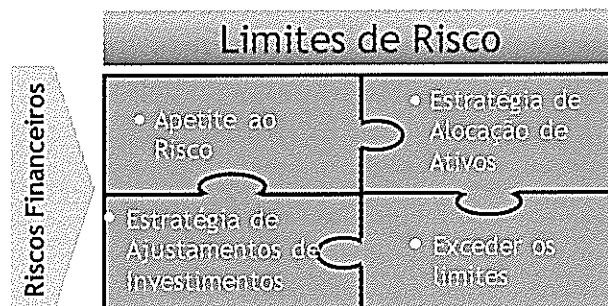 Limites de Risco
Riscos Financeiros
• Apetite ao
Risco
• Estratégia de
Alocação de
Ativos
• Estratégia de
Ajustamentos de
Investimentos
• Exceder os
limites